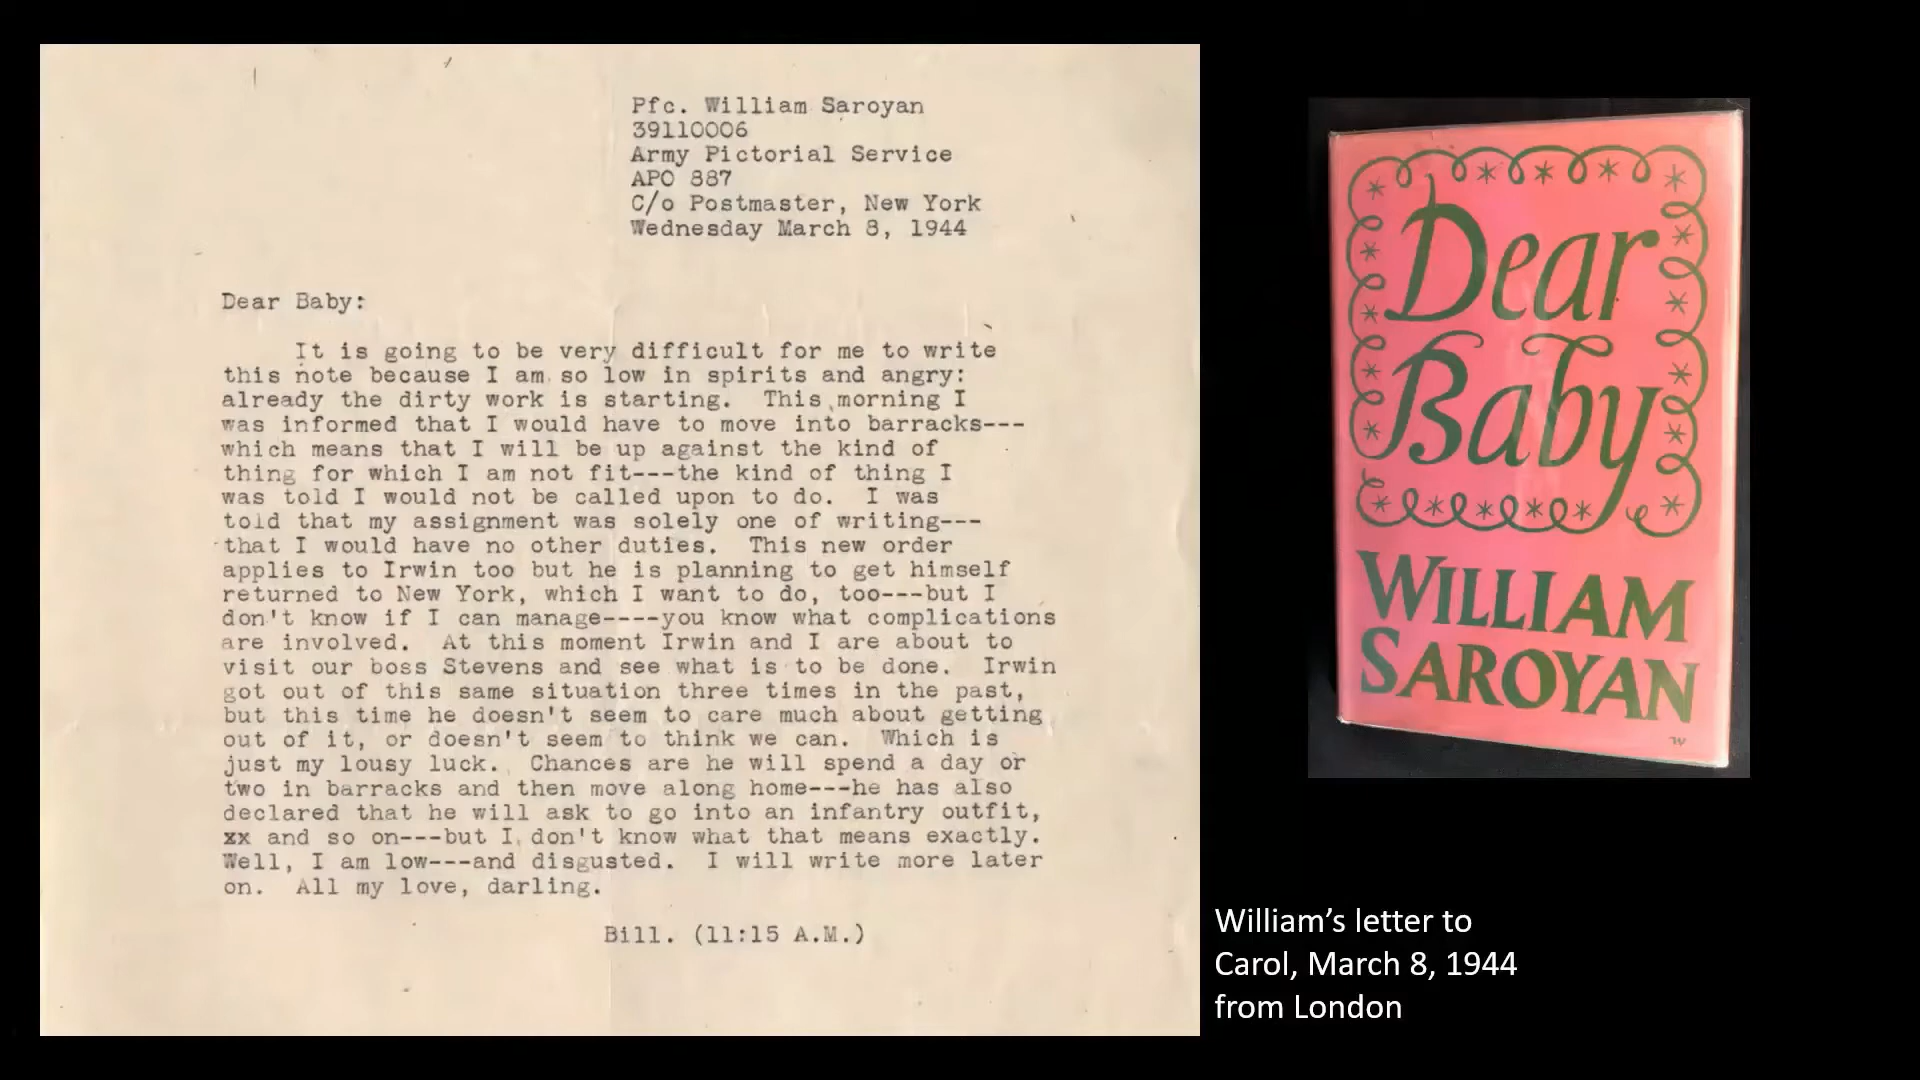 Pfc. William Saroyan
39110006
Army Pictorial Service
APO 887
C/o Postmaster, New York
Wednesday March 8, 1944
Dear Baby:
It is going to be very difficult for me to write
this note because I am so low in spirits and angry:
already the dirty work is starting. This morning I
was informed that I would have to move into barracks---
which means that I will be up against the kind of
thing for which I am not fit---the kind of thing I
was told I would not be called upon to do. I was
told that my assignment was solely one of writing---
that I would have no other duties. This new order
applies to Irwin too but he is planning to get himself
returned to New York, which I want to do, too---but I
don't know if I can manage----you know what complications
are involved. At this moment Irwin and I are about to
visit our boss Stevens and see what is to be done. Irwin
got out of this same situation three times in the past,
but this time he doesn't seem to care much about getting
out of it, or doesn't seem to think we can. Which is
just my lousy luck. Chances are he will spend a day or
two in barracks and then move along home---he has also
declared that he will ask to go into an infantry outfit,
xx and so on---but I don't know what that means exactly.
Well, I am low---and disgusted. I will write more later
on. All my love, darling.
Bill. (11:15 A.M.)
Dear
Baby
WILLIAM
SAROYAN
W
William’s letter to
Carol, March 8, 1944
from London